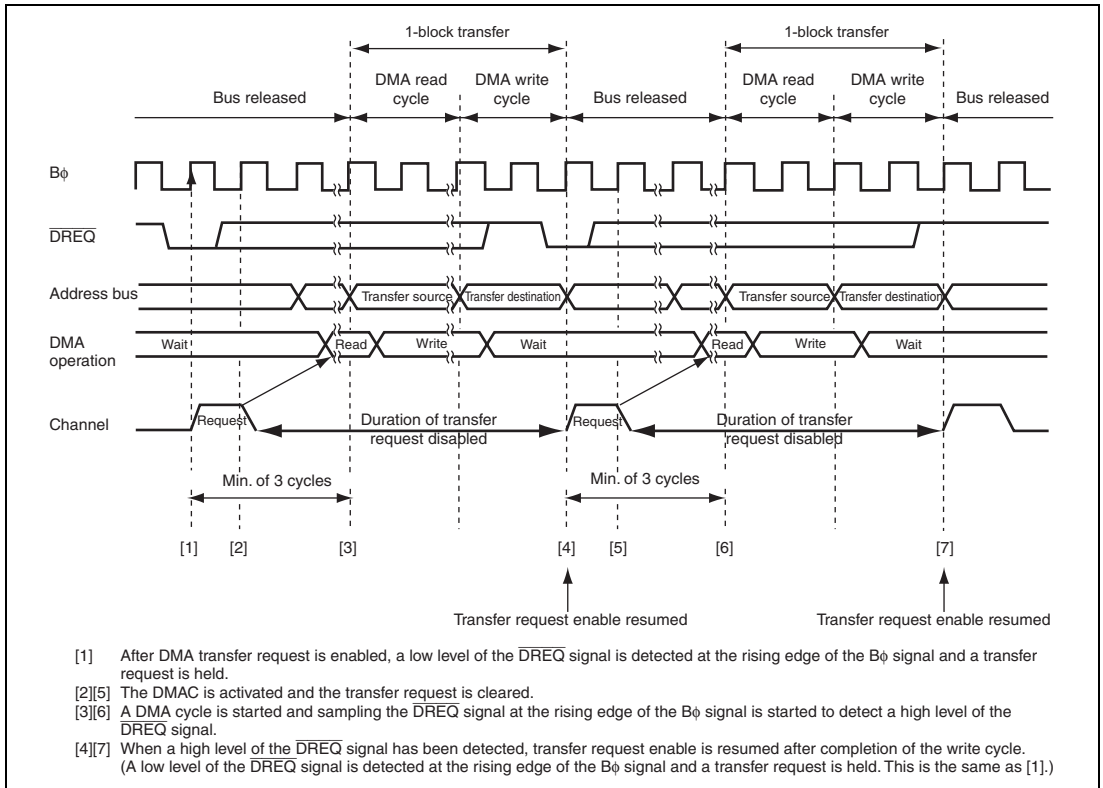 1-block transfer
1-block transfer
DMA read
cycle
DMA write
cycle
DMA read
cycle
DMA write
cycle
Bus released
Bus released
Bus released
Bφ
DREQ
Address bus
Transfer source
Transfer destination
Transfer source
Transfer destination
DMA
operation
Wait
Read
Write
Wait
Read
Write
Wait
Channel
Request
Duration of transfer
request disabled
Request
Duration of transfer
request disabled
Min. of 3 cycles
Min. of 3 cycles
[1] [2] [3] [4] [5] [6] [7]
Transfer request enable resumed
Transfer request enable resumed
[1] After DMA transfer request is enabled, a low level of the DREQ signal is detected at the rising edge of the Bφ signal and a transfer
request is held.
[2][5] The DMAC is activated and the transfer request is cleared.
[3][6] A DMA cycle is started and sampling the DREQ signal at the rising edge of the Bφ signal is started to detect a high level of the
DREQ signal.
[4][7] When a high level of the DREQ signal has been detected, transfer request enable is resumed after completion of the write cycle.
(A low level of the DREQ signal is detected at the rising edge of the Bφ signal and a transfer request is held. This is the same as [1].)